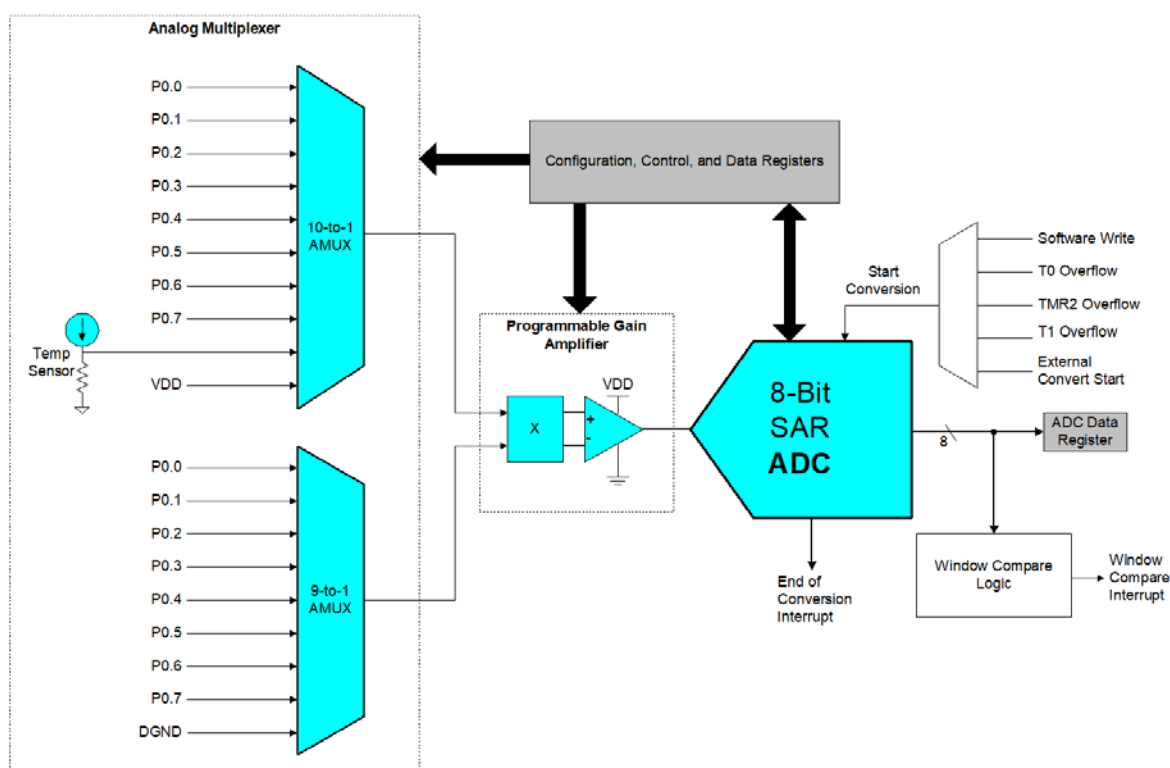 Analog Multiplexer
P0.0
P0.1
P0.2
P0.3
P0.4
P0.5
P0.6
P0.7
Temp
Sensor
VDD
10-to-1
AMUX
P0.0
P0.1
P0.2
P0.3
P0.4
P0.5
P0.6
P0.7
DGND
9-to-1
AMUX
Configuration, Control, and Data Registers
Programmable Gain
Amplifier
VDD
X
+
-
Start
Conversion
Software Write
T0 Overflow
TMR2 Overflow
T1 Overflow
External
Convert Start
8-Bit
SAR
ADC
8
ADC Data
Register
End of
Conversion
Interrupt
Window Compare
Logic
Window
Compare
Interrupt